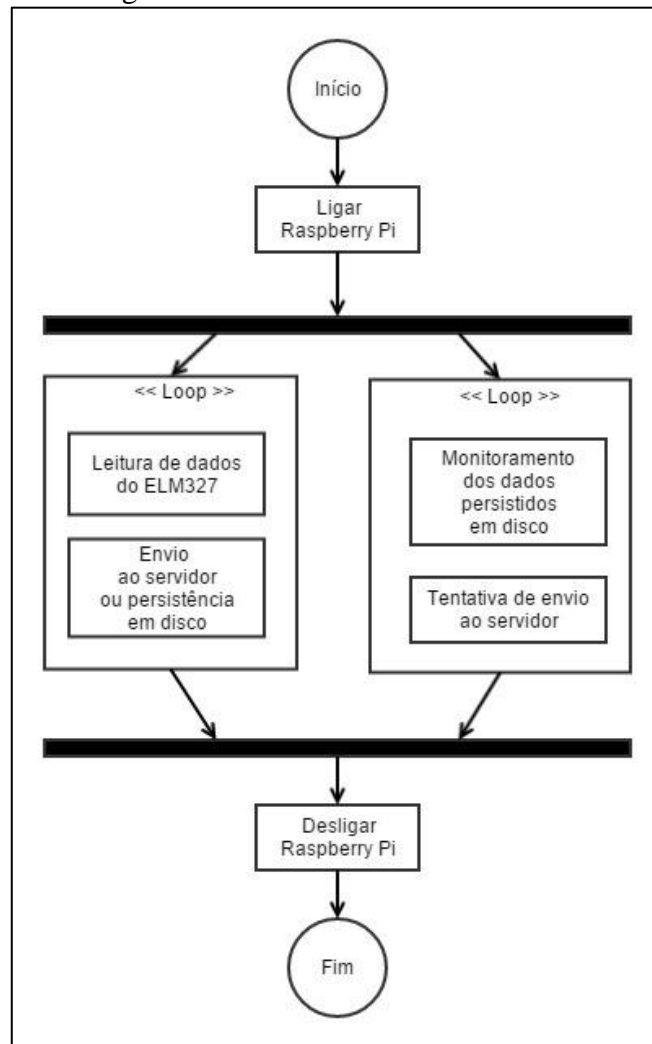 Início
Ligar
Raspberry Pi
<< Loop >>
Leitura de dados
do ELM327
Envio
ao servidor
ou persistência
em disco
<< Loop >>
Monitoramento
dos dados
persistidos
em disco
Tentativa de envio
ao servidor
Desligar
Raspberry Pi
Fim